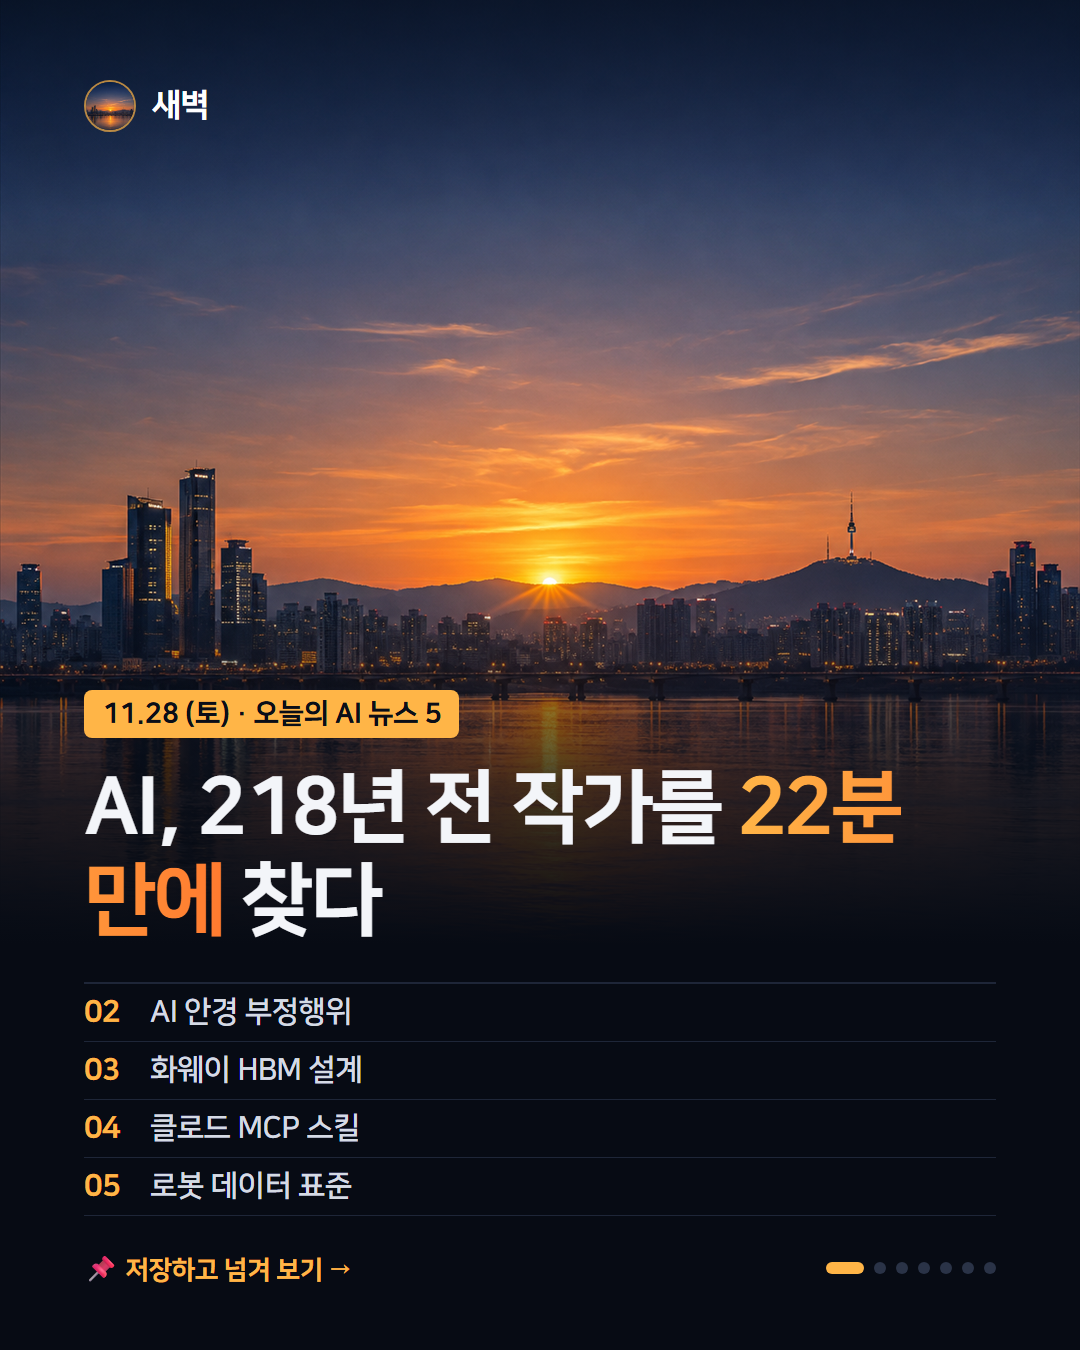 새벽
11.28 (토) · 오늘의 AI 뉴스 5
AI, 218년 전 작가를 22분
만에 찾다
02 AI 안경 부정행위
03 화웨이 HBM 설계
04 클로드 MCP 스킬
05 로봇 데이터 표준
📌 저장하고 넘겨 보기 →